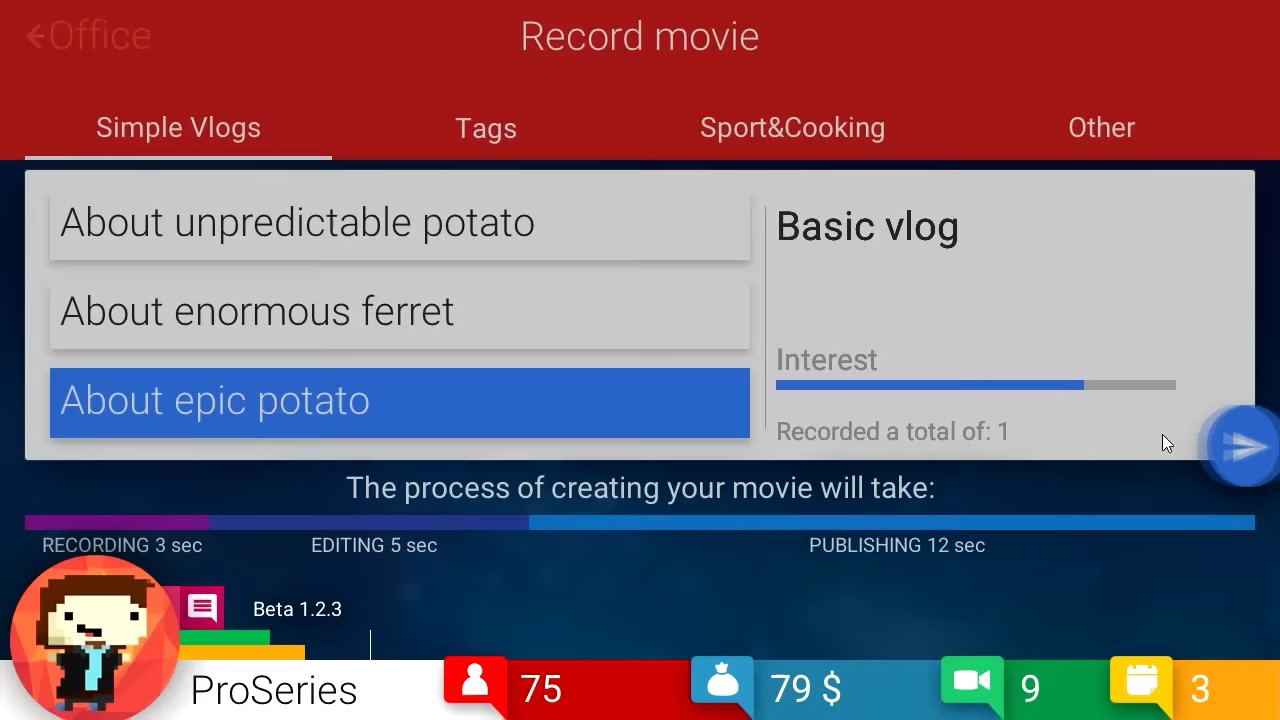 Office
Record movie
Simple Vlogs
Tags
Sport&Cooking
Other
About unpredictable potato
About enormous ferret
About epic potato
Basic vlog
Interest
Recorded a total of: 1
The process of creating your movie will take:
RECORDING 3 sec
EDITING 5 sec
PUBLISHING 12 sec
Beta 1.2.3
ProSeries
75
79 $
9
3